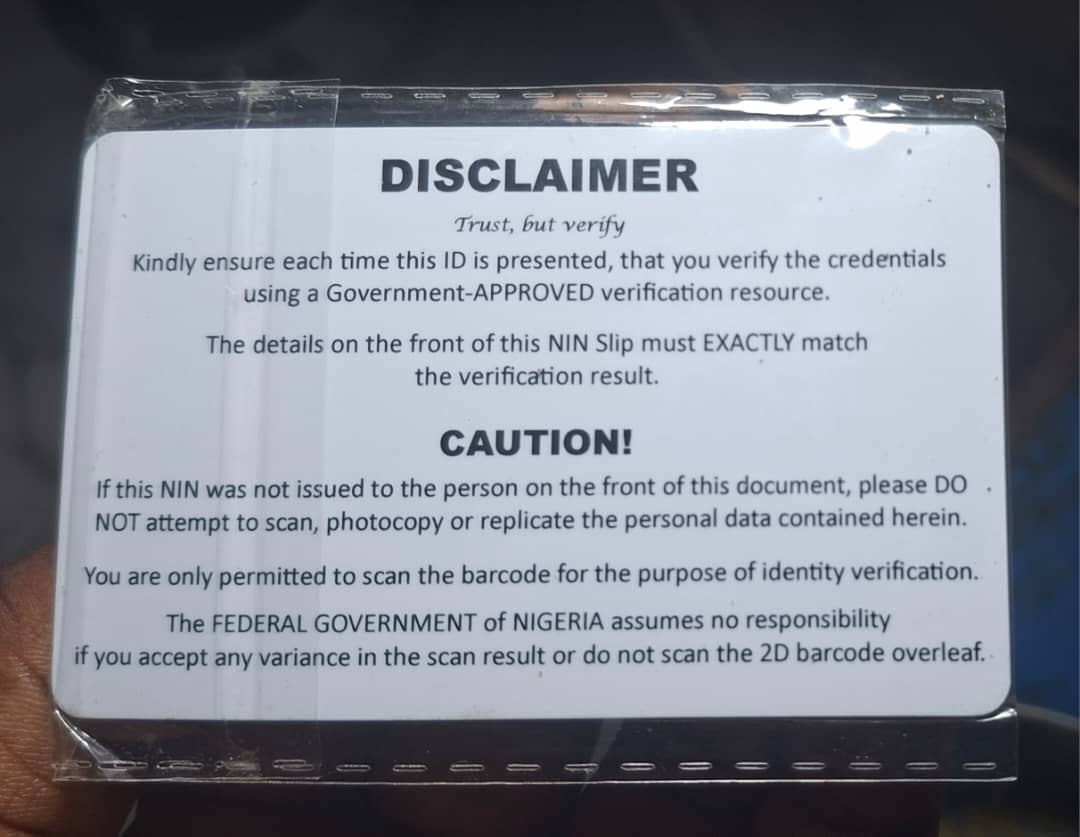 DISCLAIMER
Trust, but verify
Kindly ensure each time this ID is presented, that you verify the credentials
using a Government-APPROVED verification resource.
The details on the front of this NIN Slip must EXACTLY match
the verification result.
CAUTION!
If this NIN was not issued to the person on the front of this document, please DO
NOT attempt to scan, photocopy or replicate the personal data contained herein.
You are only permitted to scan the barcode for the purpose of identity verification.
The FEDERAL GOVERNMENT of NIGERIA assumes no responsibility
if you accept any variance in the scan result or do not scan the 2D barcode overleaf.